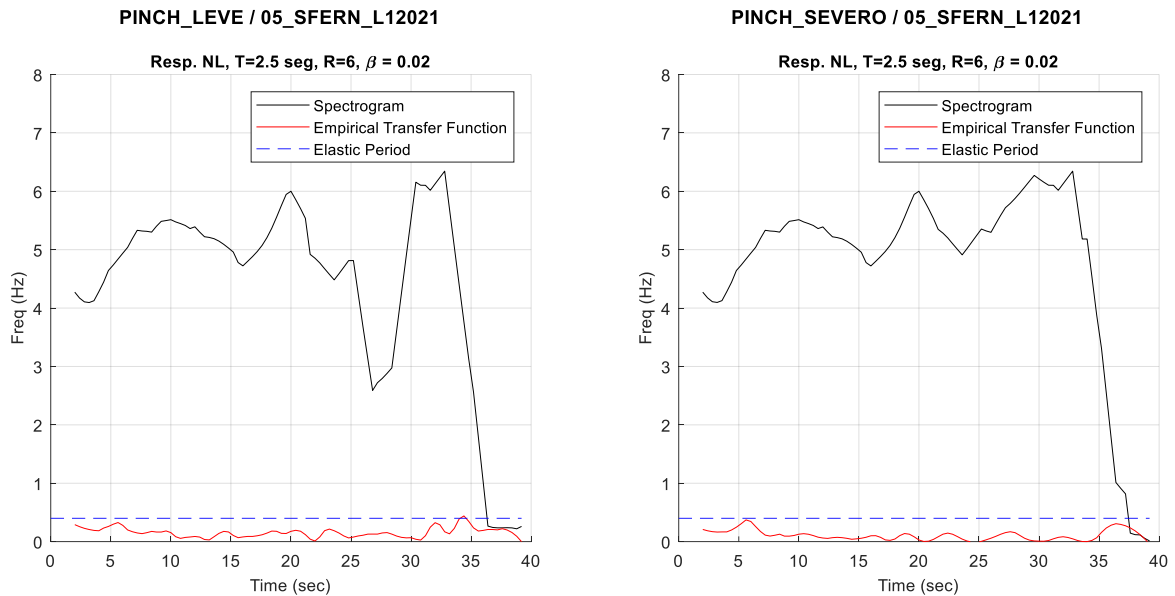 PINCH_LEVE / 05_SFERN_L12021
Resp. NL, T=2.5 seg, R=6, β = 0.02
Spectrogram
Empirical Transfer Function
Elastic Period
Freq (Hz)
8
7
6
5
4
3
2
1
0
0 5 10 15 20 25 30 35 40
Time (sec)
PINCH_SEVERO / 05_SFERN_L12021
Resp. NL, T=2.5 seg, R=6, β = 0.02
Spectrogram
Empirical Transfer Function
Elastic Period
Freq (Hz)
8
7
6
5
4
3
2
1
0
0 5 10 15 20 25 30 35 40
Time (sec)